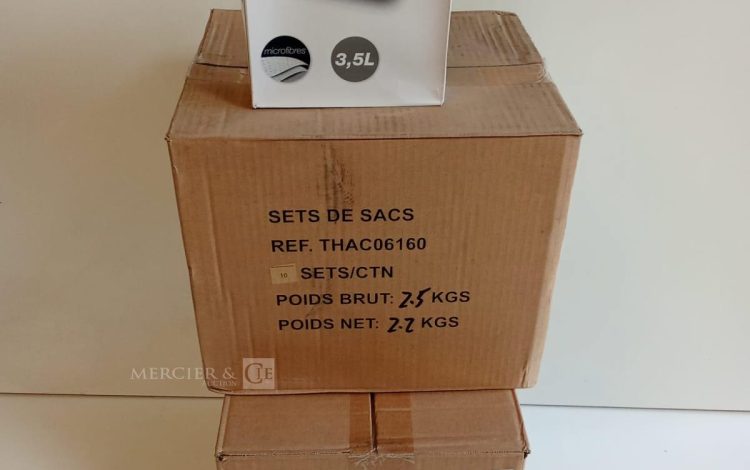 microfibres
3,5L
SETS DE SACS
REF. THAC06160
10 SETS/CTN
POIDS BRUT: 2.5 KGS
POIDS NET: 2.2 KGS
MERCIER & CIE
AUCTION